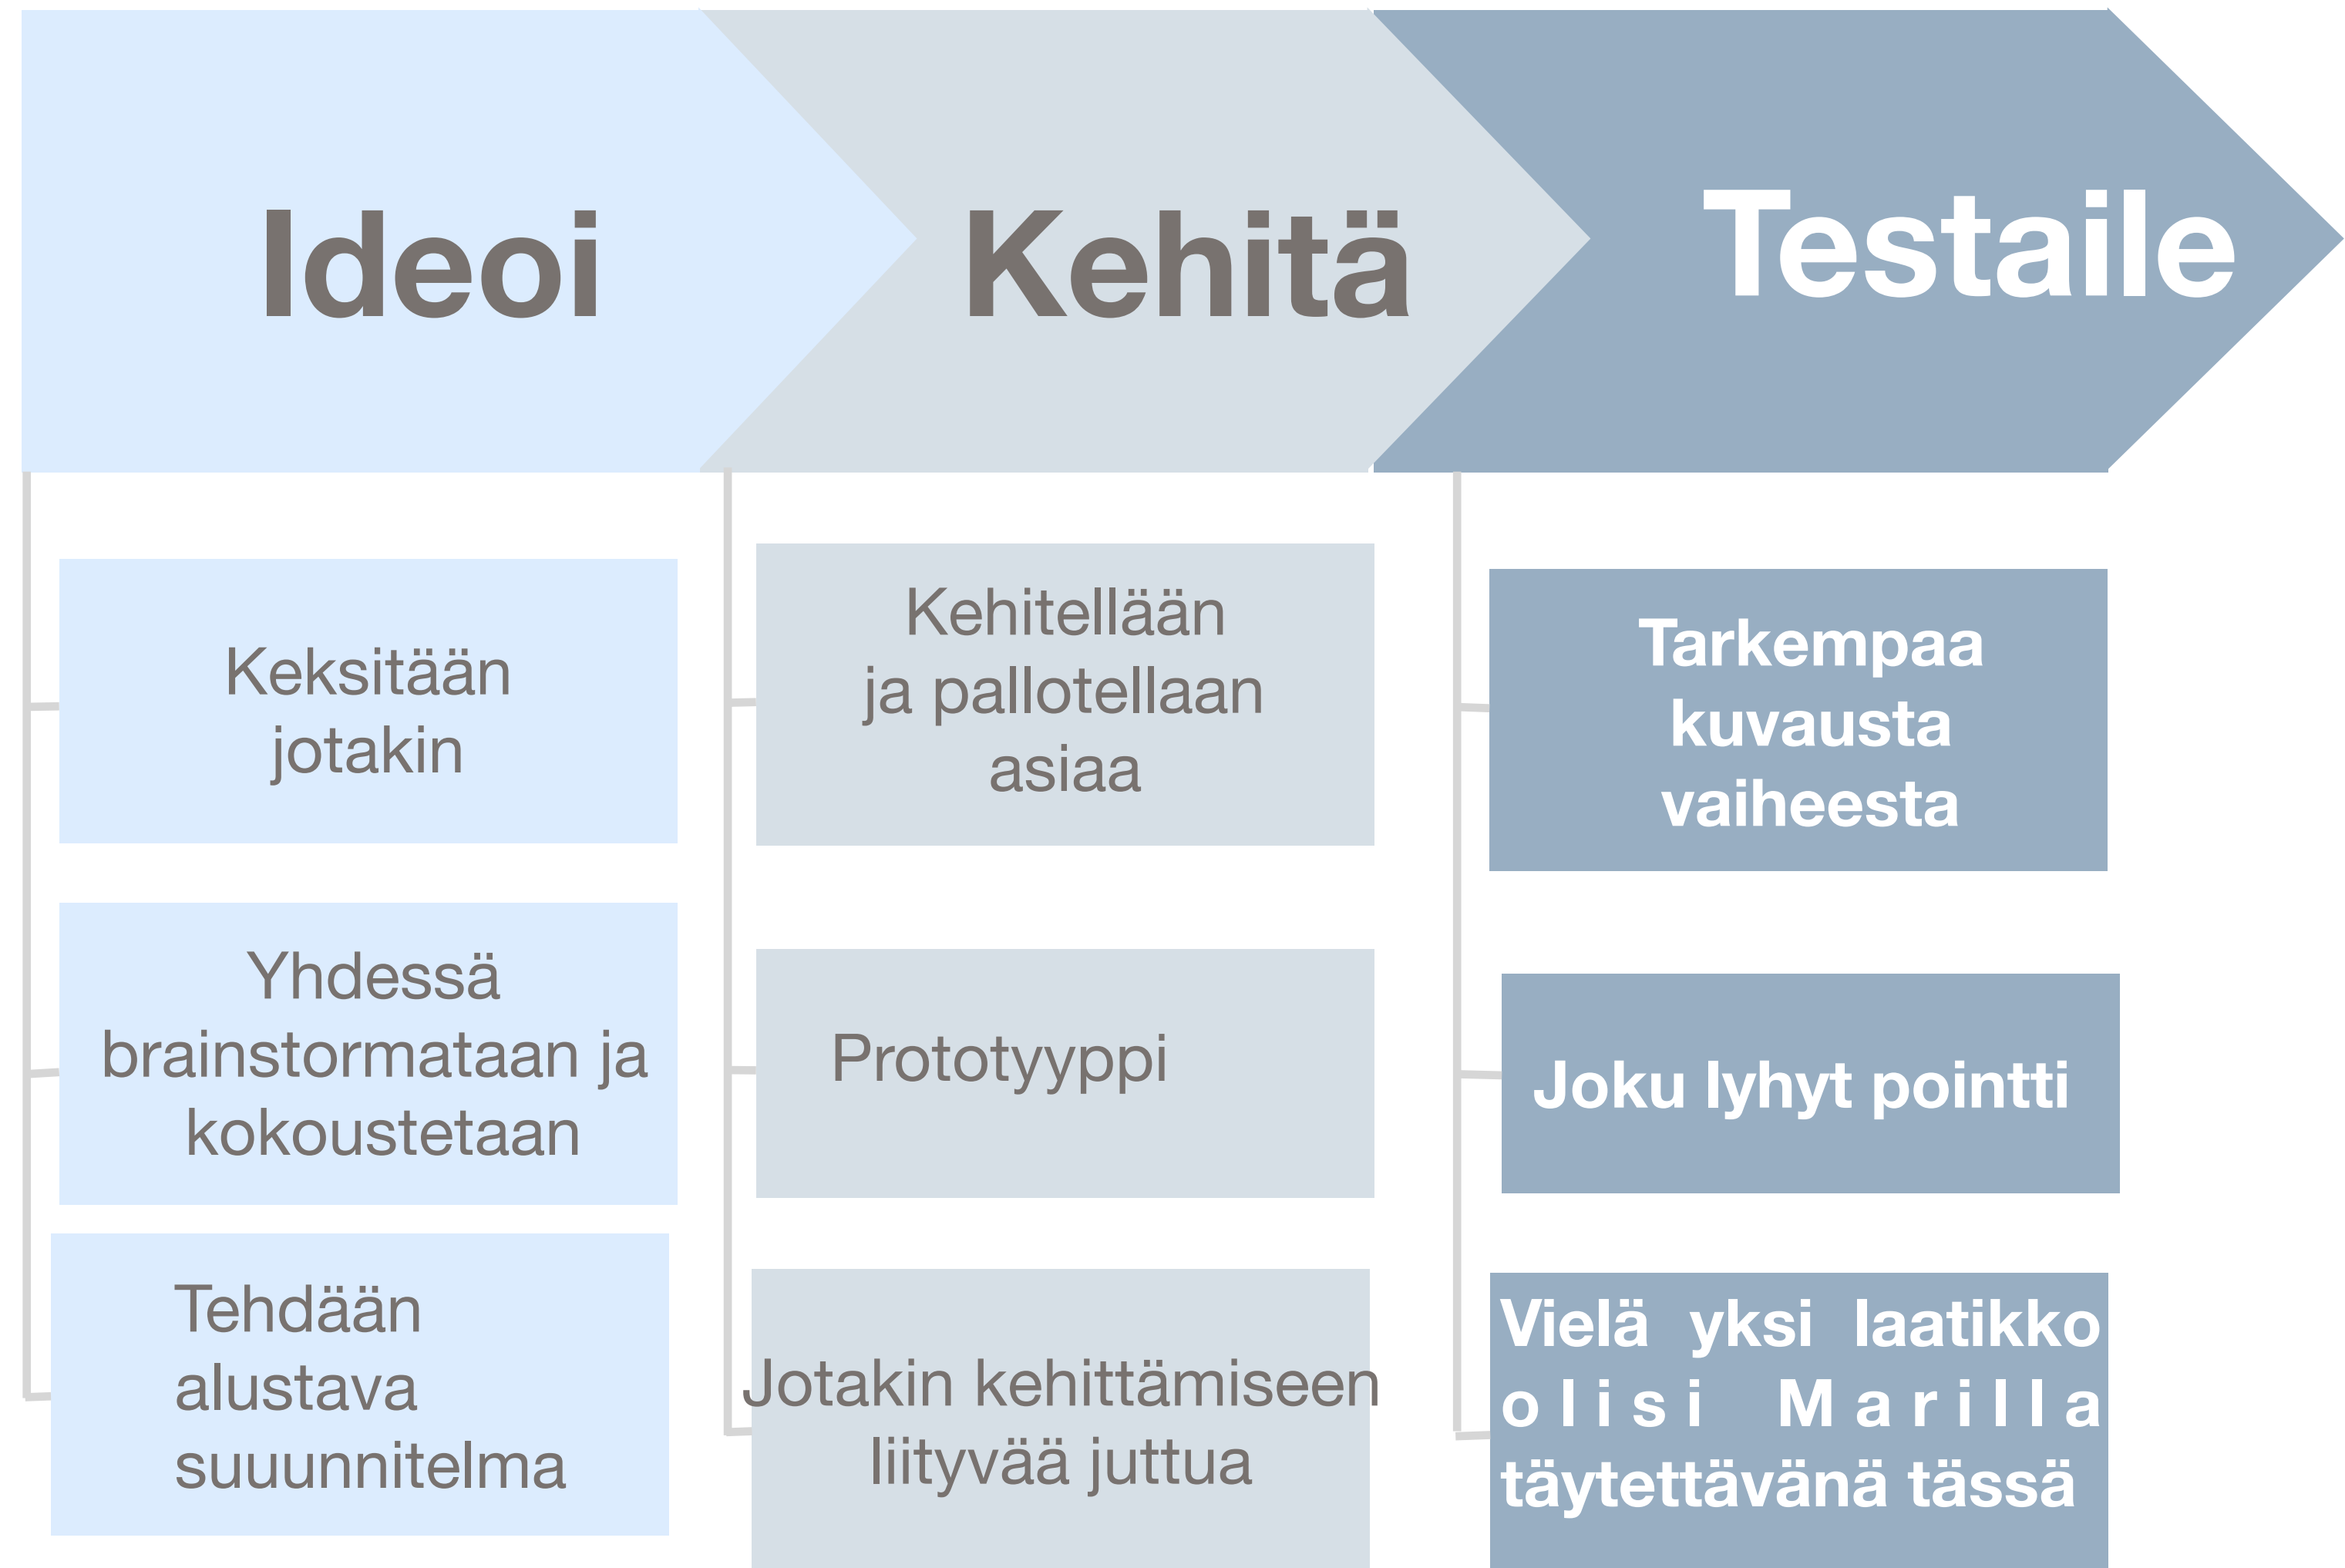 Ideoi
Kehitä
Testaile
Keksitään
jotakin
Yhdessä
brainstormataan ja
kokoustetaan
Tehdään
alustava
suuunnitelma
Kehitellään
ja pallotellaan
asiaa
Prototyyppi
Jotakin kehittämiseen
liityvää juttua
Tarkempaa
kuvausta
vaiheesta
Joku lyhyt pointti
Vielä yksi laatikko
olisi Marilla
täytettävänä tässä